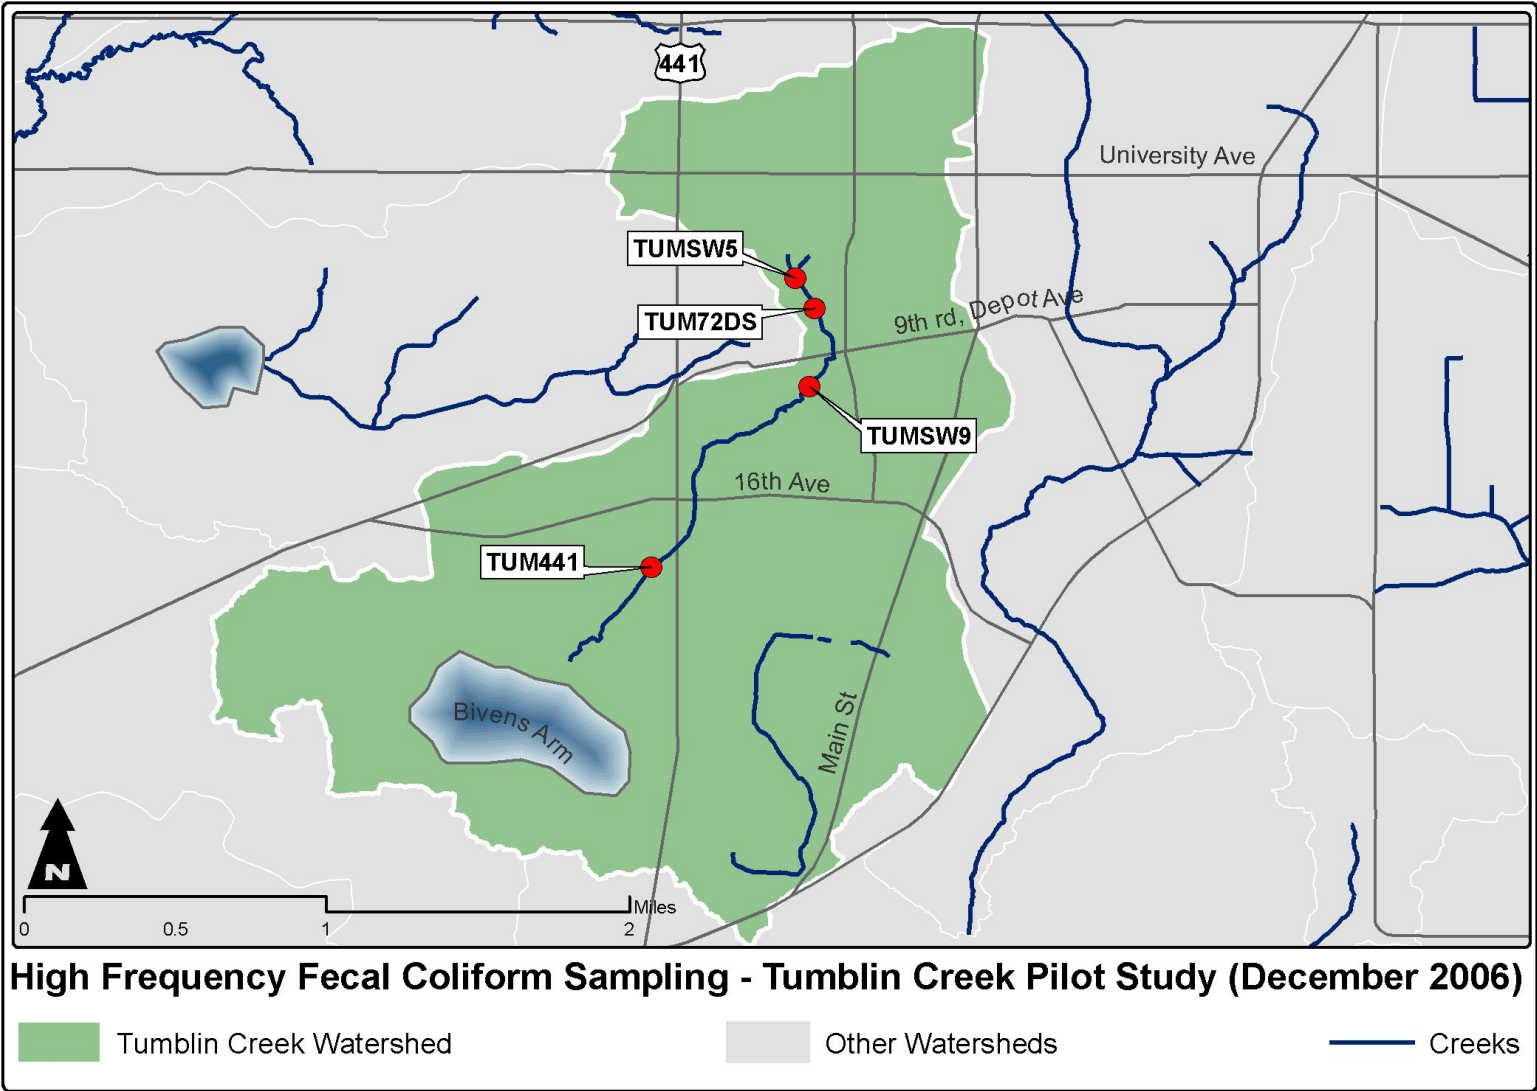 441
University Ave
TUMSW5
TUM72DS
9th rd, Depot Ave
TUMSW9
16th Ave
TUM441
Bivens Arm
Main St
N
Miles
0 0.5 1 2
High Frequency Fecal Coliform Sampling - Tumblin Creek Pilot Study (December 2006)
Tumblin Creek Watershed
Other Watersheds
Creeks